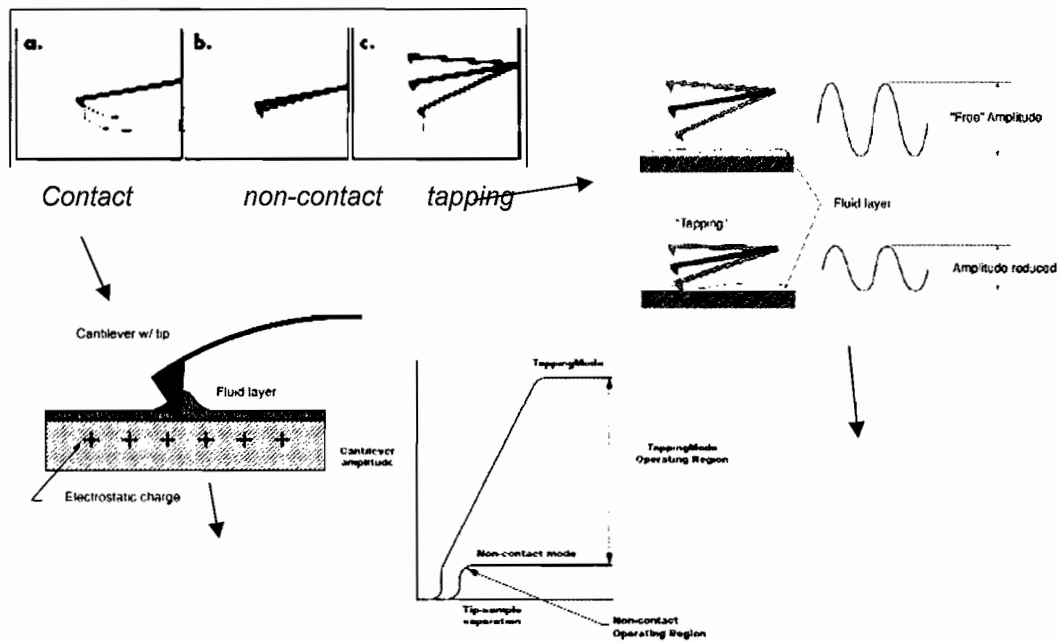 a.
b.
c.
Contact
non-contact
tapping
"Free" Amplitude
Fluid layer
"Tapping"
Amplitude reduced
Cantilever w/ tip
Fluid layer
Electrostatic charge
TappingMode
Cantilever
amplitude
TappingMode
Operating Region
Non-contact mode
Tip-sample
separation
Non-contact
Operating Region